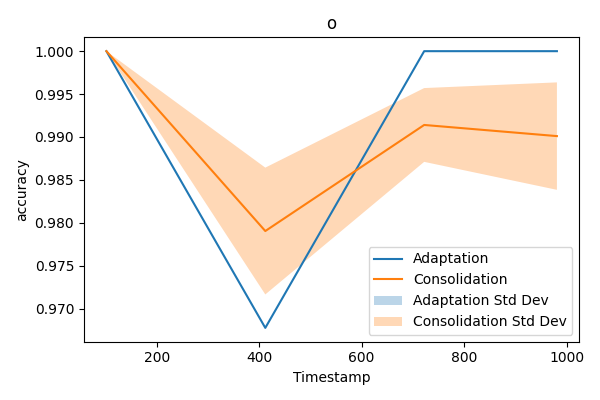 o
1.000
0.995
0.990
0.985
0.980
0.975
0.970
accuracy
200
400
600
800
1000
Timestamp
Adaptation
Consolidation
Adaptation Std Dev
Consolidation Std Dev